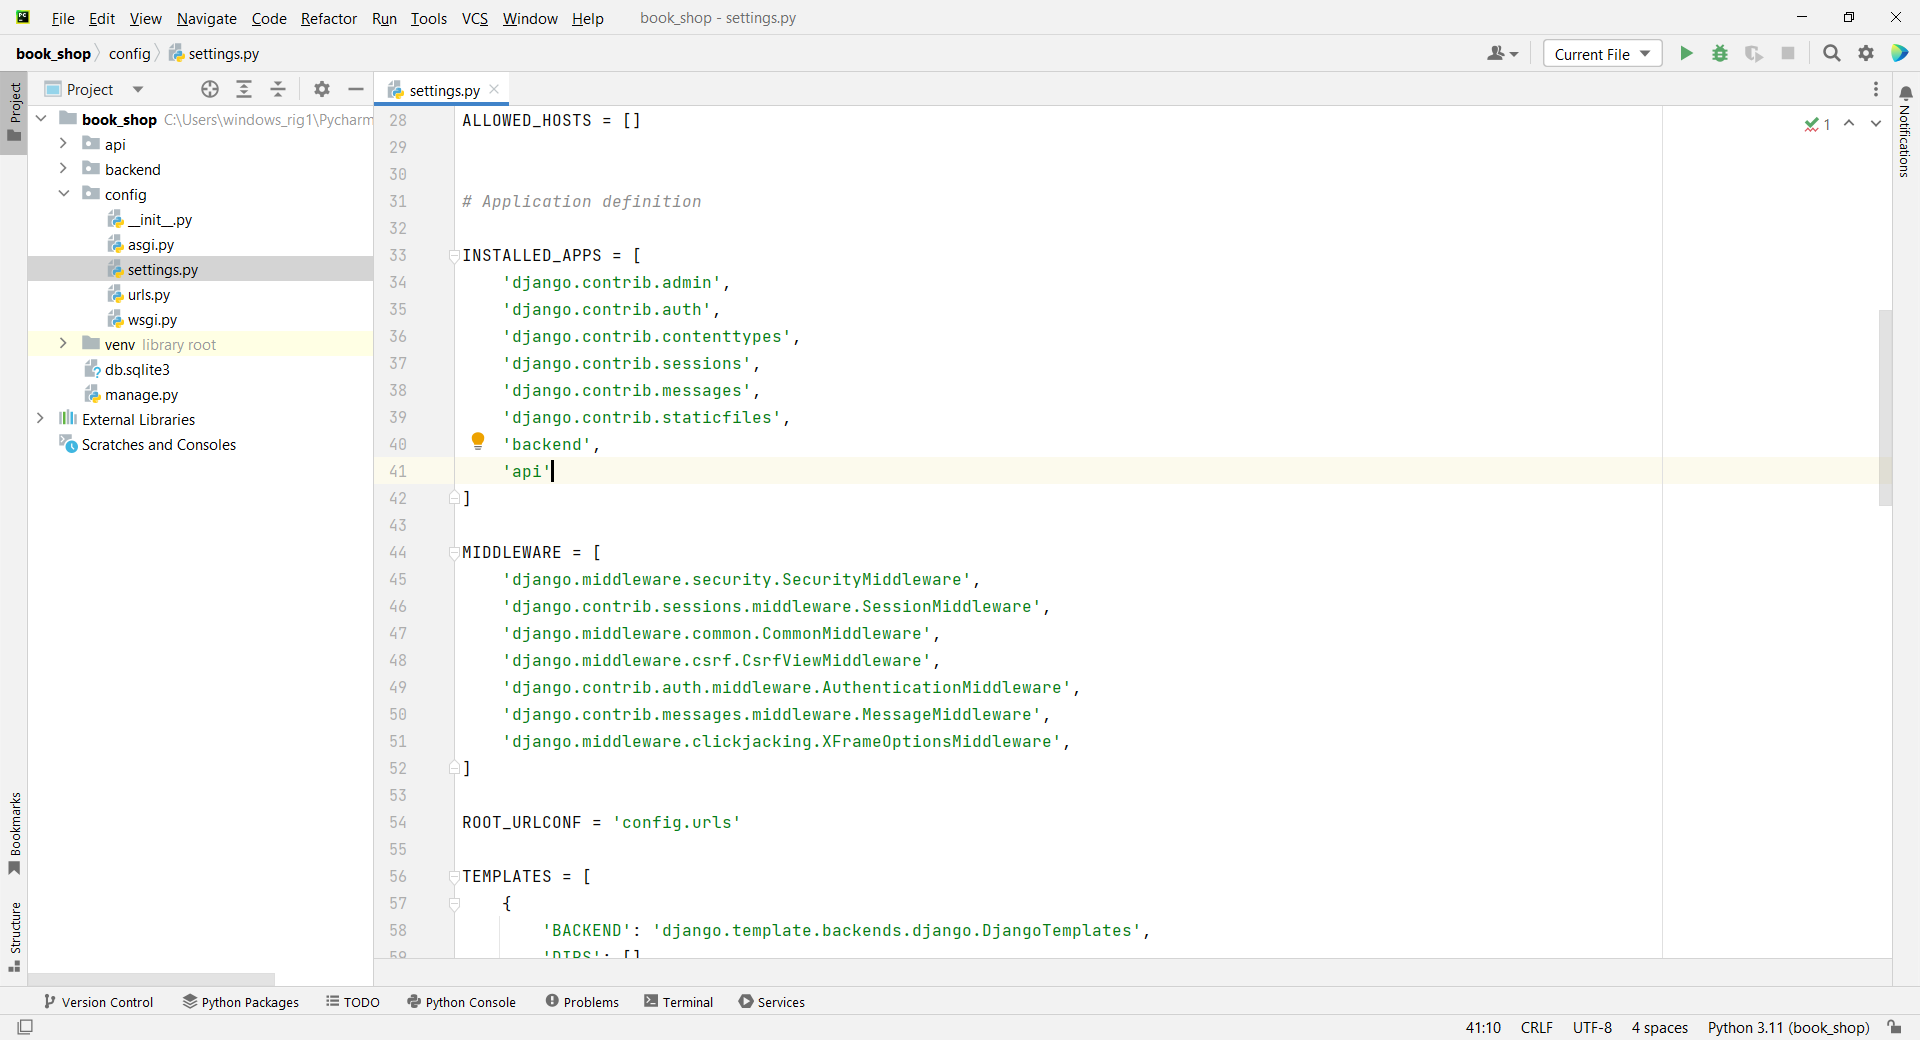 File Edit View Navigate Code Refactor Run Tools VCS Window Help book_shop - settings.py
book_shop config settings.py Current File
Project Project settings.py
book_shop C:\Users\windows_rig1\Pycharm
api
backend
config
__init__.py
asgi.py
settings.py
urls.py
wsgi.py
venv library root
db.sqlite3
manage.py
External Libraries
Scratches and Consoles
28 ALLOWED_HOSTS = []
29
30
31 # Application definition
32
33 INSTALLED_APPS = [
34 'django.contrib.admin',
35 'django.contrib.auth',
36 'django.contrib.contenttypes',
37 'django.contrib.sessions',
38 'django.contrib.messages',
39 'django.contrib.staticfiles',
40 'backend',
41 'api'
42 ]
43
44 MIDDLEWARE = [
45 'django.middleware.security.SecurityMiddleware',
46 'django.contrib.sessions.middleware.SessionMiddleware',
47 'django.middleware.common.CommonMiddleware',
48 'django.middleware.csrf.CsrfViewMiddleware',
49 'django.contrib.auth.middleware.AuthenticationMiddleware',
50 'django.contrib.messages.middleware.MessageMiddleware',
51 'django.middleware.clickjacking.XFrameOptionsMiddleware',
52 ]
53
54 ROOT_URLCONF = 'config.urls'
55
56 TEMPLATES = [
57 {
58 'BACKEND': 'django.template.backends.django.DjangoTemplates',
59 'DIRS': []
1
Notifications
Bookmarks
Structure
Version Control Python Packages TODO Python Console Problems Terminal Services
41:10 CRLF UTF-8 4 spaces Python 3.11 (book_shop)